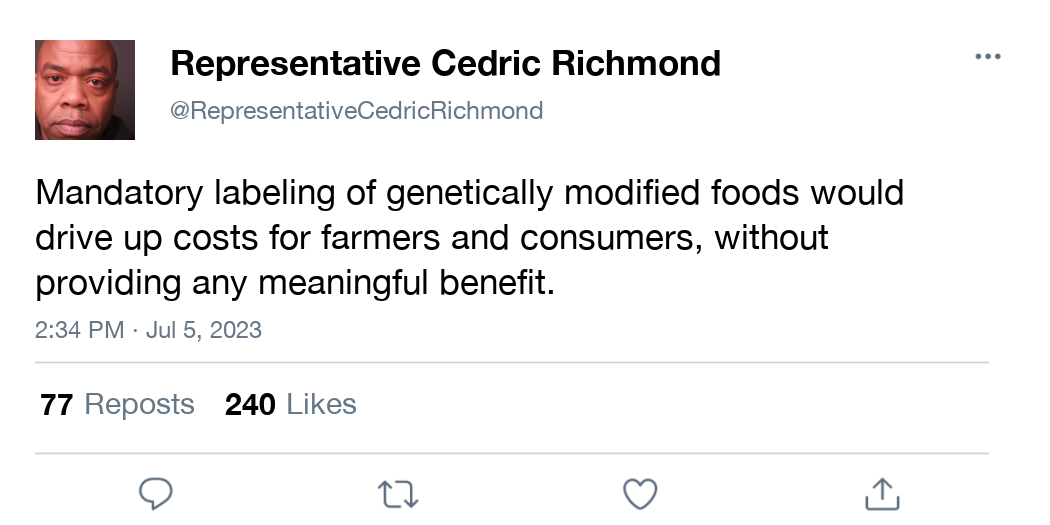 Representative Cedric Richmond
@RepresentativeCedricRichmond
Mandatory labeling of genetically modified foods would
drive up costs for farmers and consumers, without
providing any meaningful benefit.
2:34 PM · Jul 5, 2023
77 Reposts 240 Likes